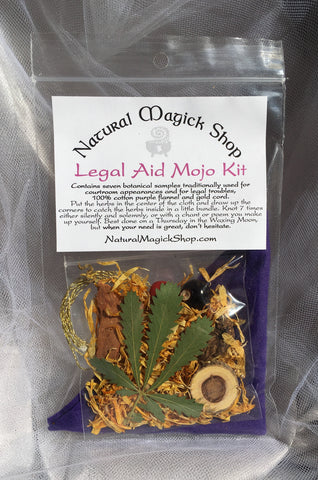 Natural Magick Shop
Legal Aid Mojo Kit
Contains seven botanical samples traditionally used for
courtroom appearances and for legal troubles,
100% cotton purple flannel and gold cord.
Put the herbs in the center of the cloth and draw up the
corners to catch the herbs inside in a little bundle. Knot 7 times
either silently and solemnly, or with a chant or poem you make
up yourself. Best done on a Thursday in the Waxing Moon,
but when your need is great, don't hesitate.
NaturalMagickShop.com